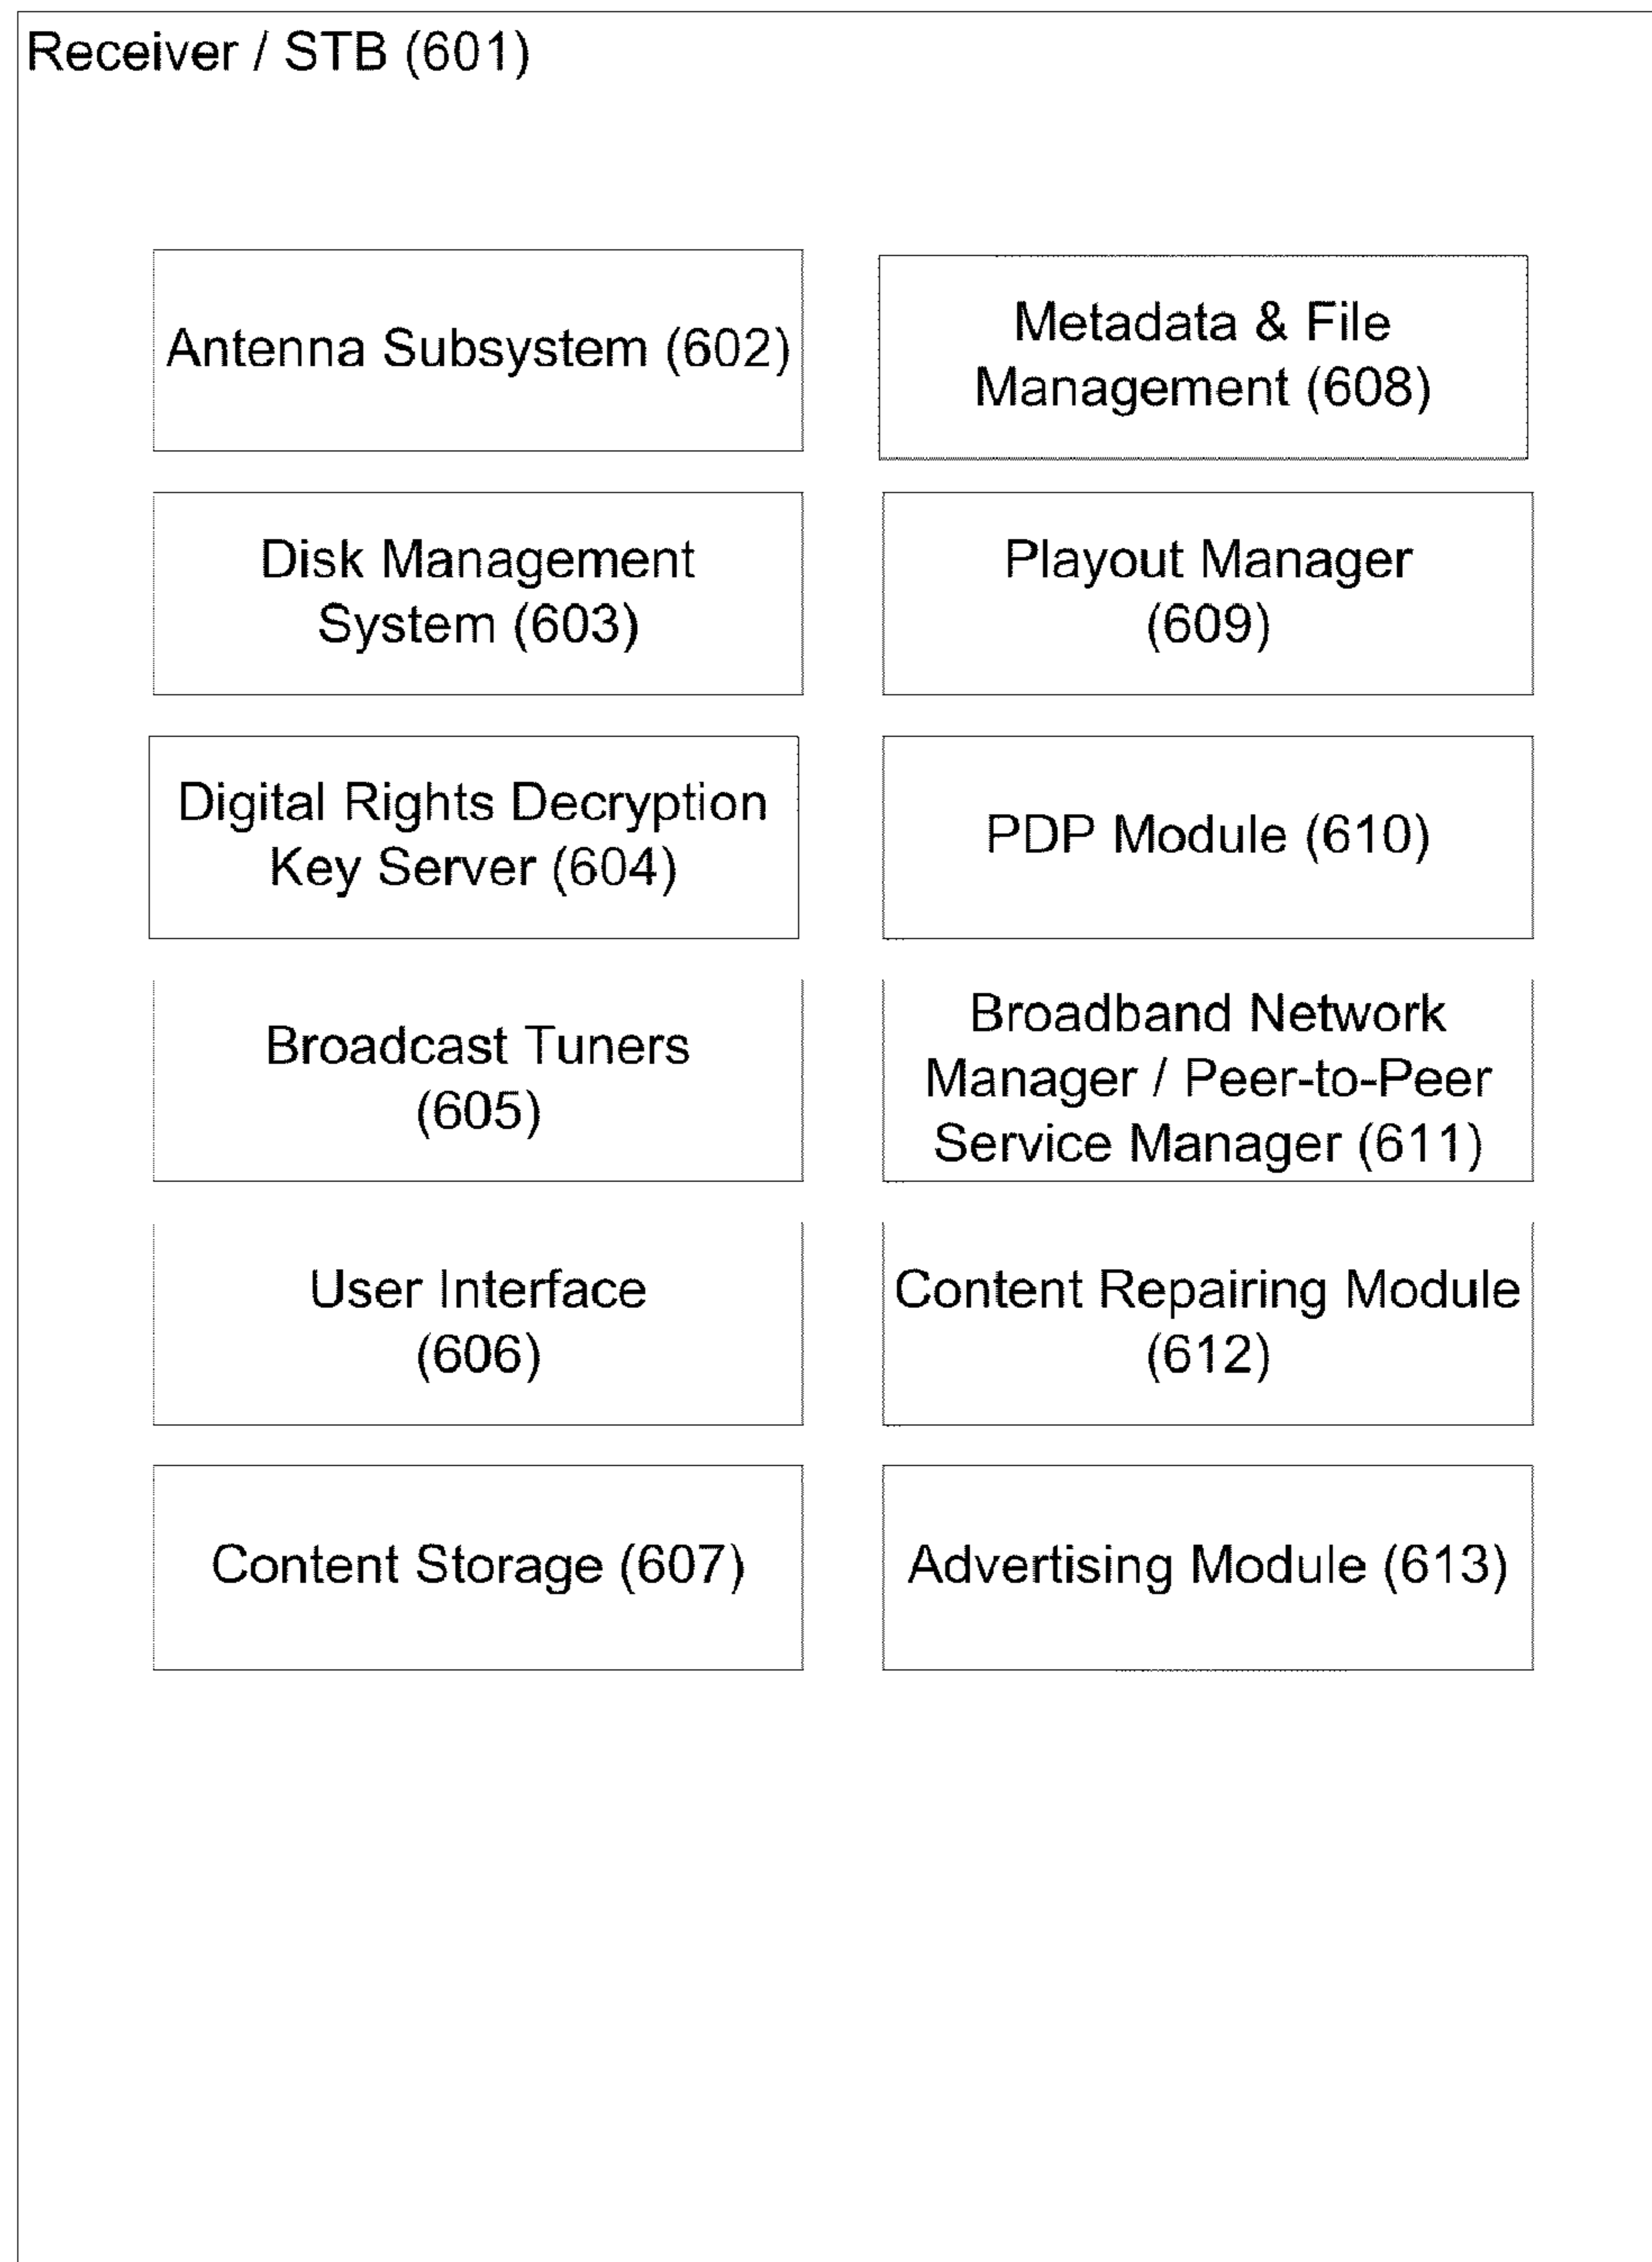 Receiver / STB (601)
Antenna Subsystem (602)
Metadata & File
Management (608)
Disk Management
System (603)
Playout Manager
(609)
Digital Rights Decryption
Key Server (604)
PDP Module (610)
Broadcast Tuners
(605)
Broadband Network
Manager / Peer-to-Peer
Service Manager (611)
User Interface
(606)
Content Repairing Module
(612)
Content Storage (607)
Advertising Module (613)